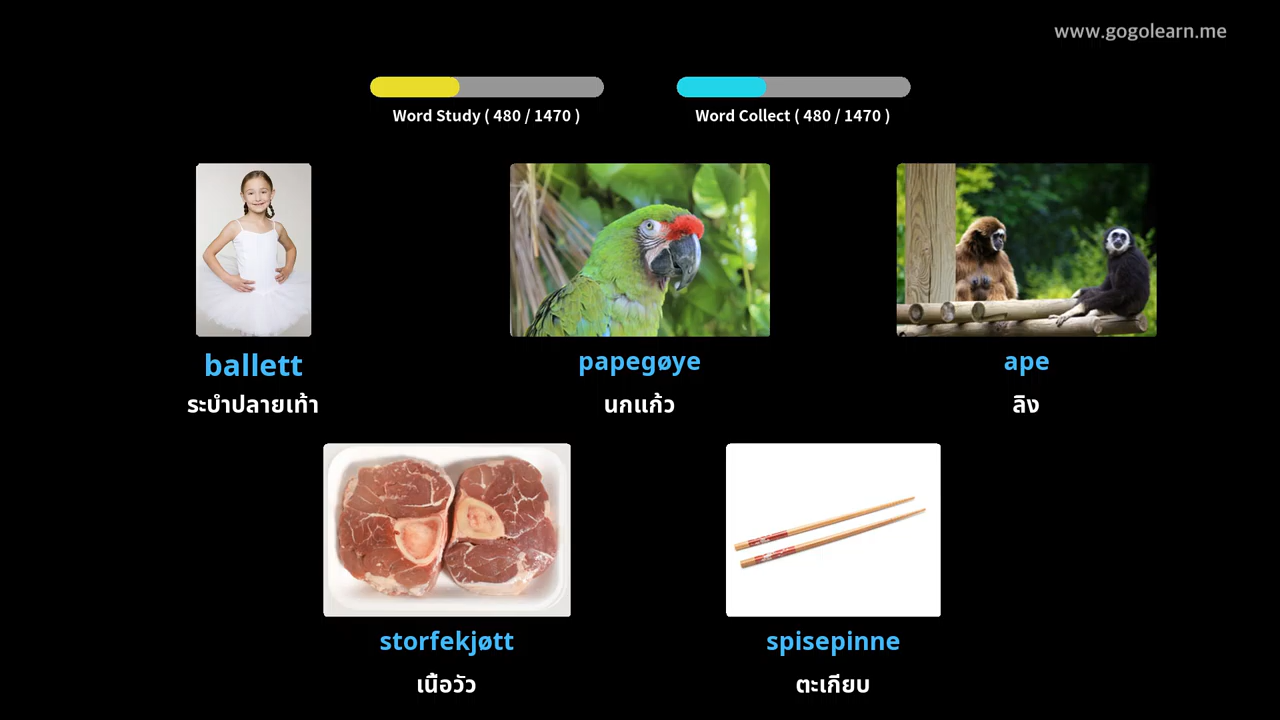 www.gogolearn.me
Word Study ( 480 / 1470 )
Word Collect ( 480 / 1470 )
ballett
papegøye
ape
ระบำปลายเท้า
นกแก้ว
ลิง
storfekjøtt
spisepinne
เนื้อวัว
ตะเกียบ